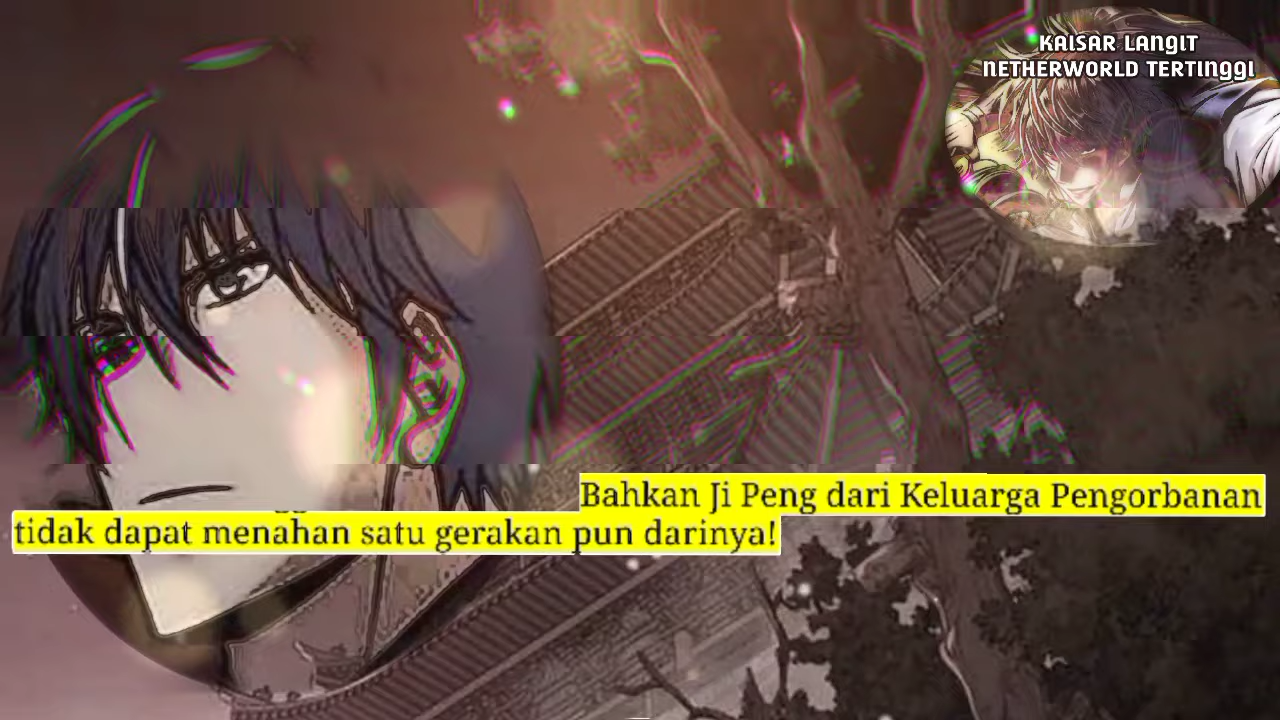 KAISAR LANGIT
NETHERWORLD TERTINGGI
Bahkan Ji Peng dari Keluarga Pengorbanan
tidak dapat menahan satu gerakan pun darinya!